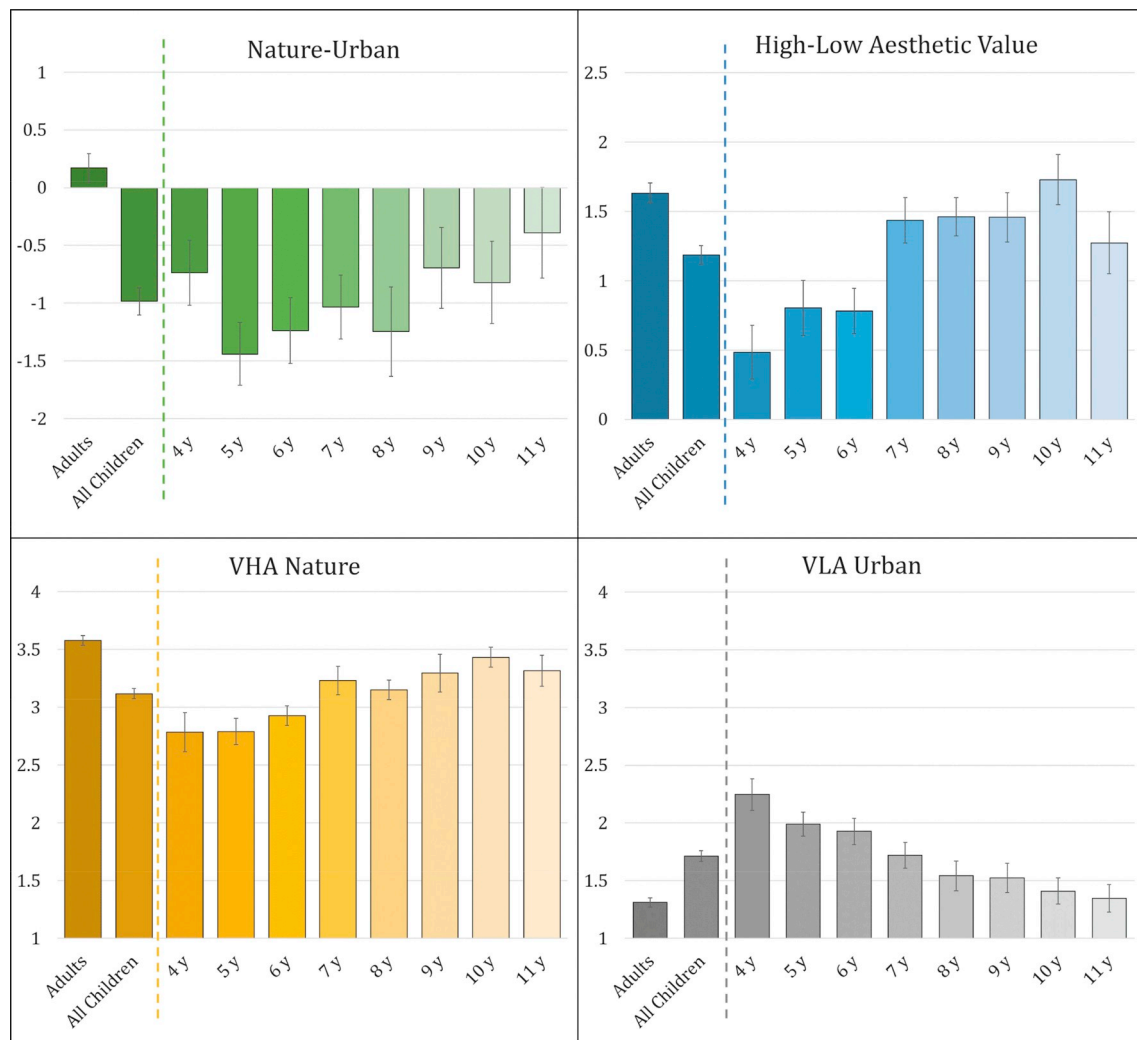 Nature-Urban
1
0.5
0
-0.5
-1
-1.5
-2
Adults
All Children
4 y
5 y
6 y
7 y
8 y
9 y
10 y
11 y
High-Low Aesthetic Value
2.5
2
1.5
1
0.5
0
Adults
All Children
4 y
5 y
6 y
7 y
8 y
9 y
10 y
11 y
VHA Nature
4
3.5
3
2.5
2
1.5
1
Adults
All Children
4 y
5 y
6 y
7 y
8 y
9 y
10 y
11 y
VLA Urban
4
3.5
3
2.5
2
1.5
1
Adults
All Children
4 y
5 y
6 y
7 y
8 y
9 y
10 y
11 y